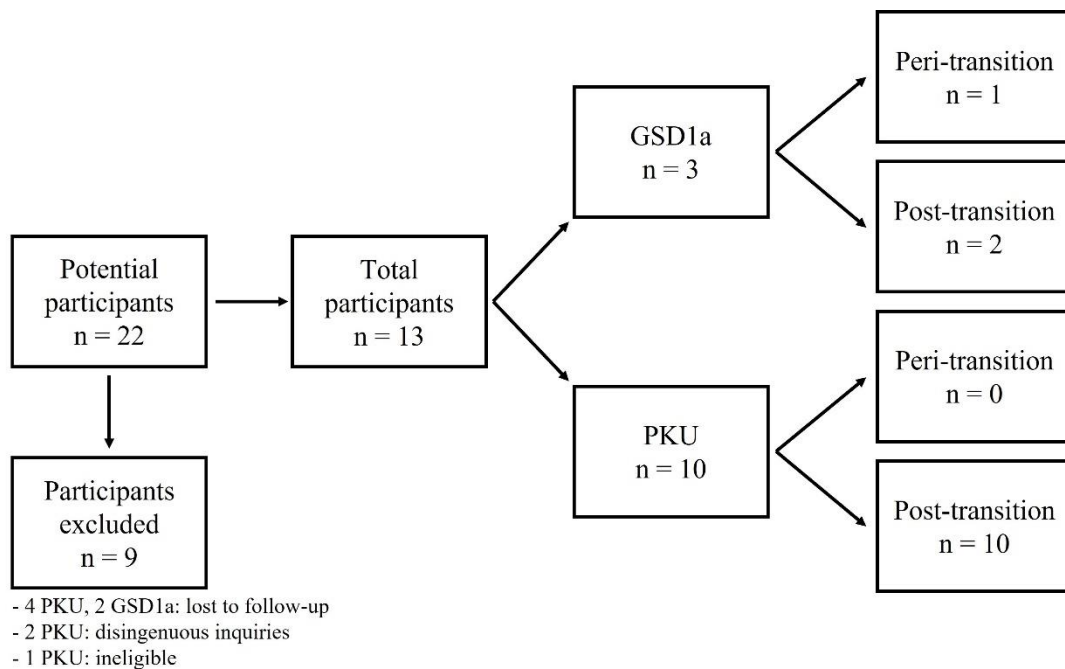 Potential
participants
n = 22
Participants
excluded
n = 9
- 4 PKU, 2 GSD1a: lost to follow-up
- 2 PKU: disingenuous inquiries
- 1 PKU: ineligible
Total
participants
n = 13
GSD1a
n = 3
Peri-transition
n = 1
Post-transition
n = 2
PKU
n = 10
Peri-transition
n = 0
Post-transition
n = 10